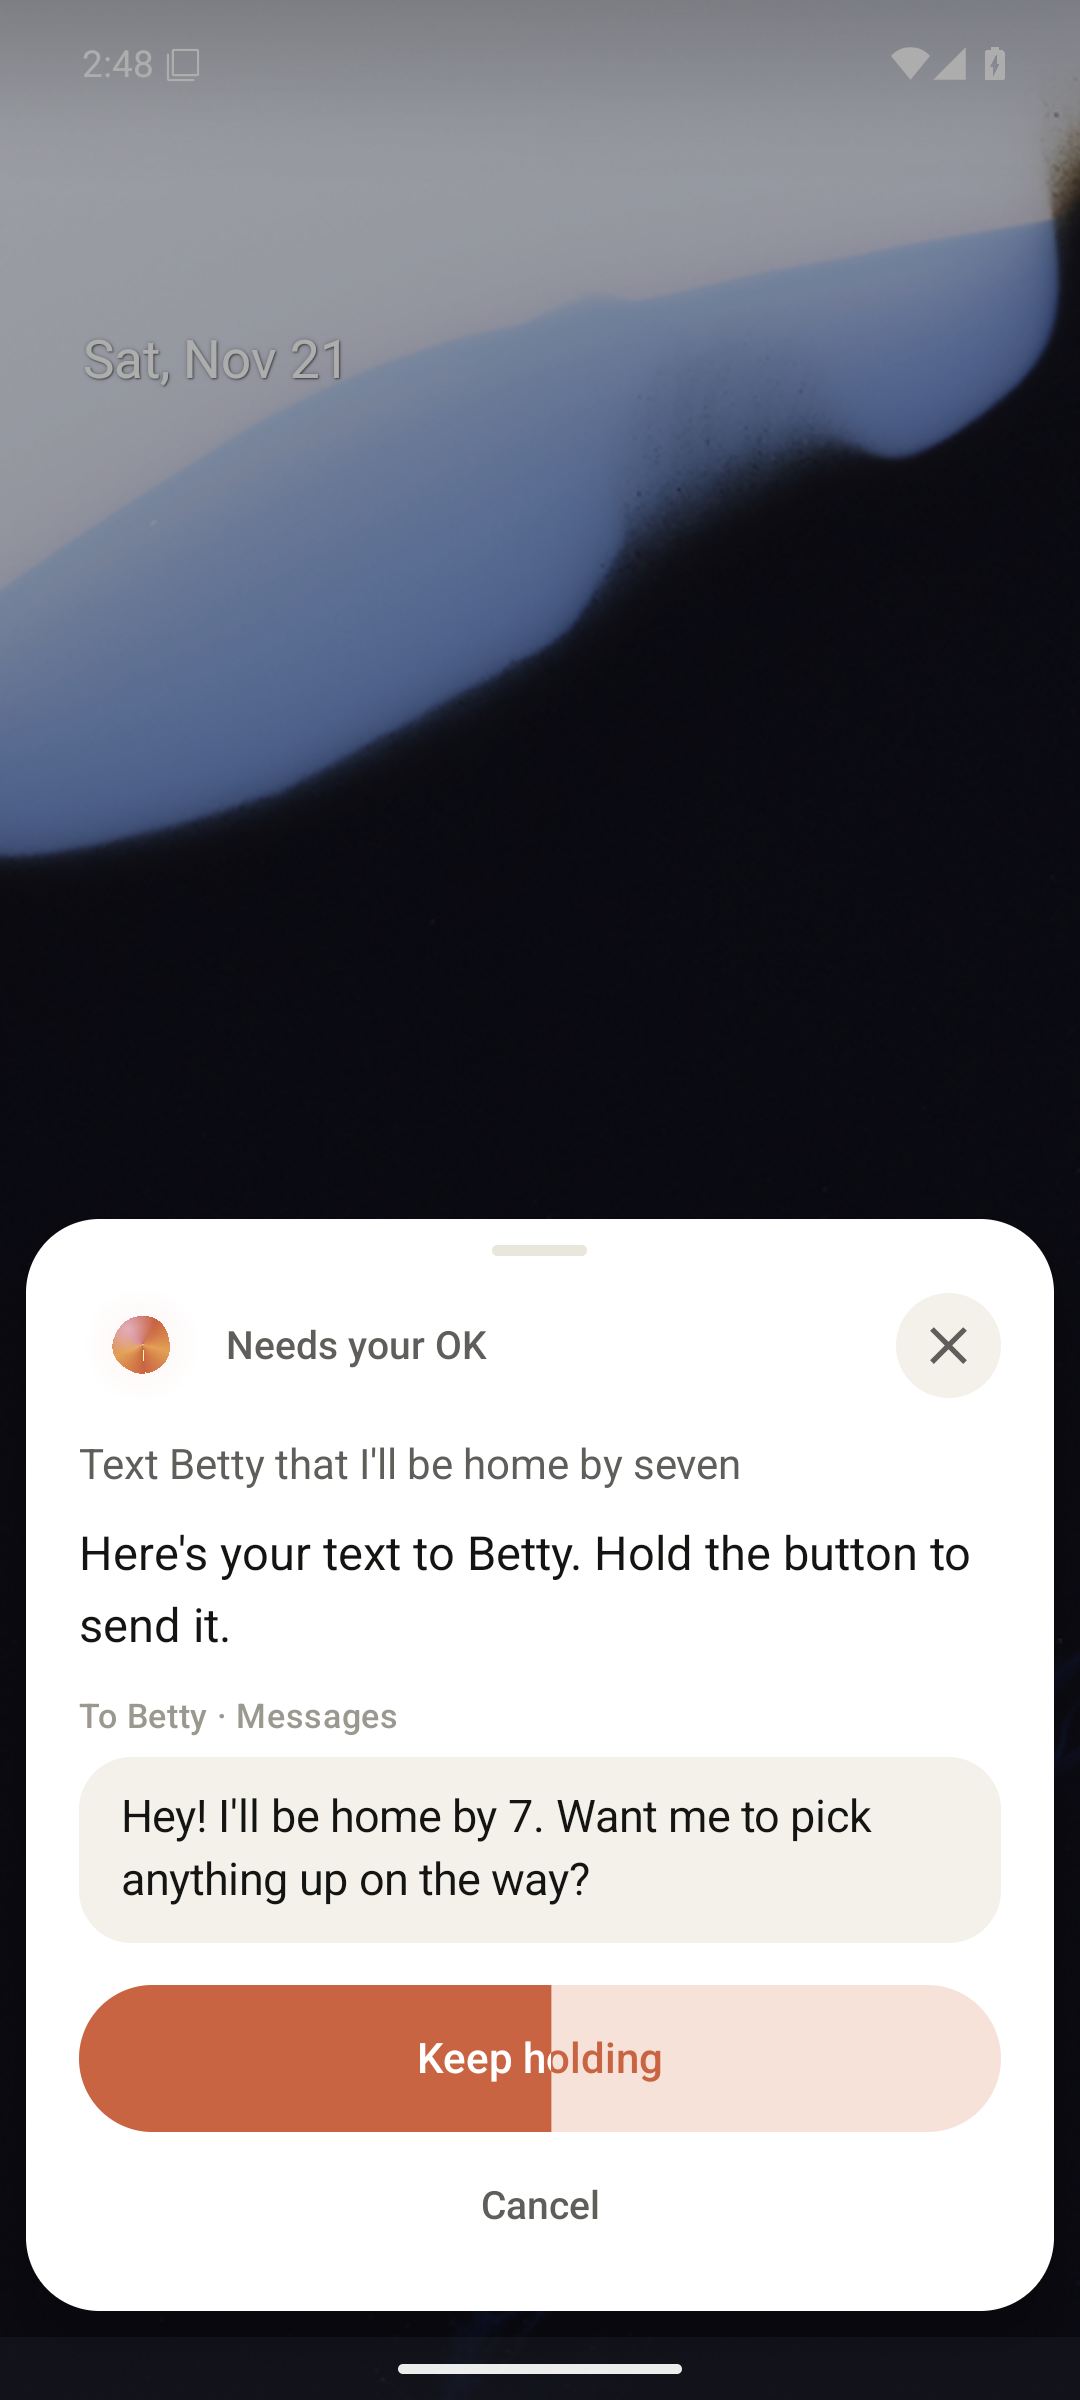 2:48
Sat, Nov 21
Needs your OK
Text Betty that I'll be home by seven
Here's your text to Betty. Hold the button to
send it.
To Betty · Messages
Hey! I'll be home by 7. Want me to pick
anything up on the way?
Keep holding
Cancel